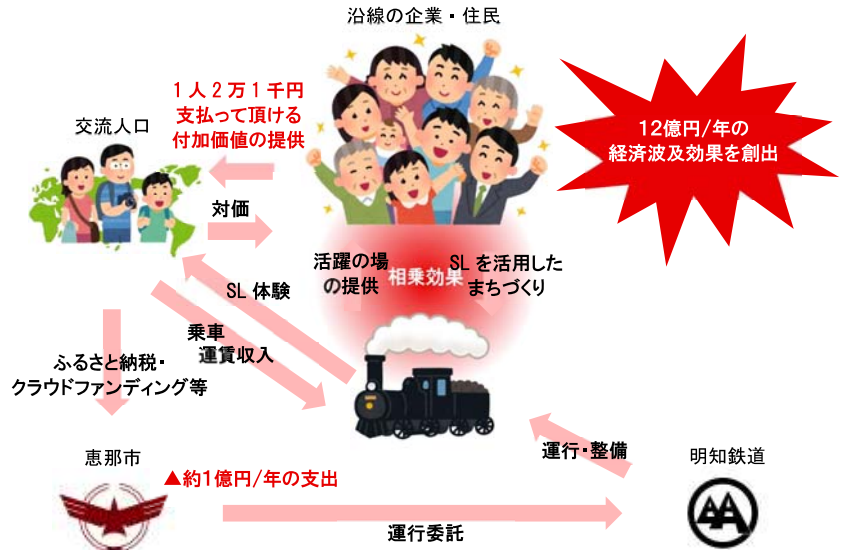 沿線の企業・住民
1人2万1千円
支払って頂ける
付加価値の提供
交流人口
12億円/年の
経済波及効果を創出
対価
活躍の場
の提供
相乗効果
SLを活用した
まちづくり
SL体験
乗車
運賃収入
ふるさと納税・
クラウドファンディング等
恵那市
▲約1億円/年の支出
運行・整備
明知鉄道
運行委託